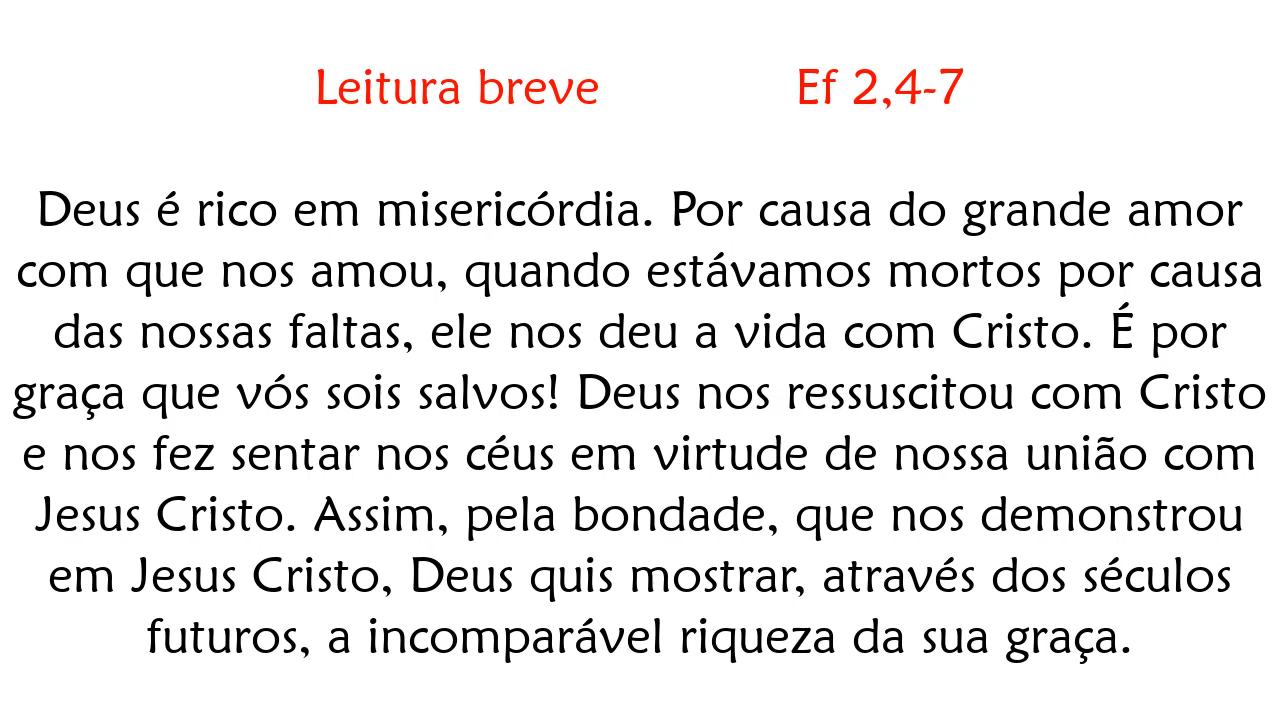 Leitura breve Ef 2,4-7
Deus é rico em misericórdia. Por causa do grande amor
com que nos amou, quando estávamos mortos por causa
das nossas faltas, ele nos deu a vida com Cristo. É por
graça que vós sois salvos! Deus nos ressuscitou com Cristo
e nos fez sentar nos céus em virtude de nossa união com
Jesus Cristo. Assim, pela bondade, que nos demonstrou
em Jesus Cristo, Deus quis mostrar, através dos séculos
futuros, a incomparável riqueza da sua graça.